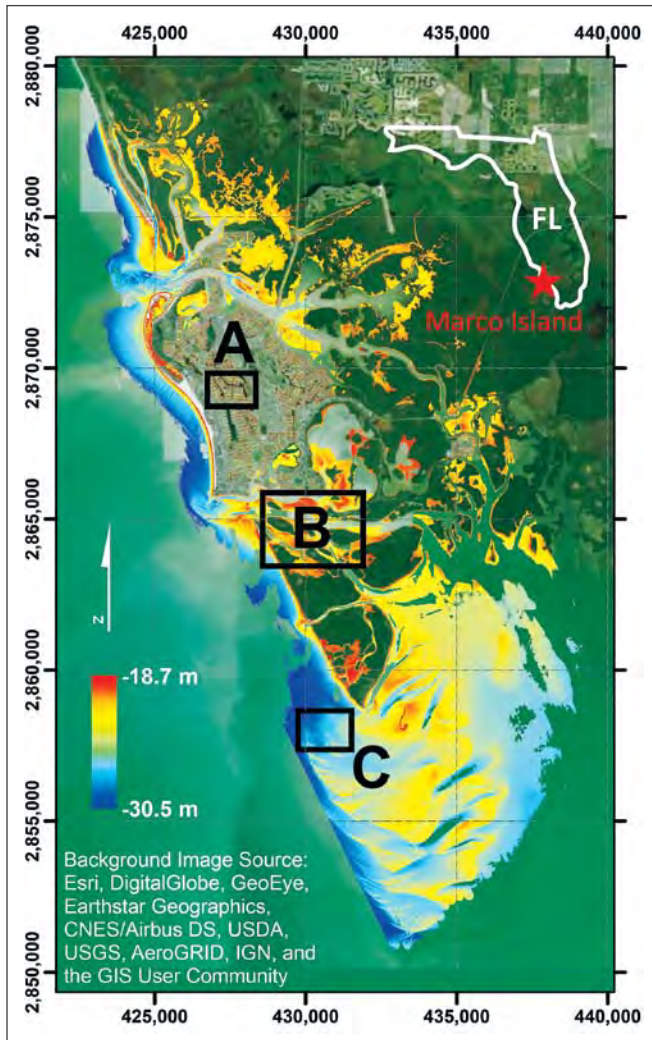 425,000 430,000 435,000 440,000
2,880,000
2,875,000
2,870,000
2,865,000
2,860,000
2,855,000
2,850,000
FL
Marco Island
A
B
C
z
-18.7 m
-30.5 m
Background Image Source:
Esri, DigitalGlobe, GeoEye,
Earthstar Geographics,
CNES/Airbus DS, USDA,
USGS, AeroGRID, IGN, and
the GIS User Community
425,000 430,000 435,000 440,000